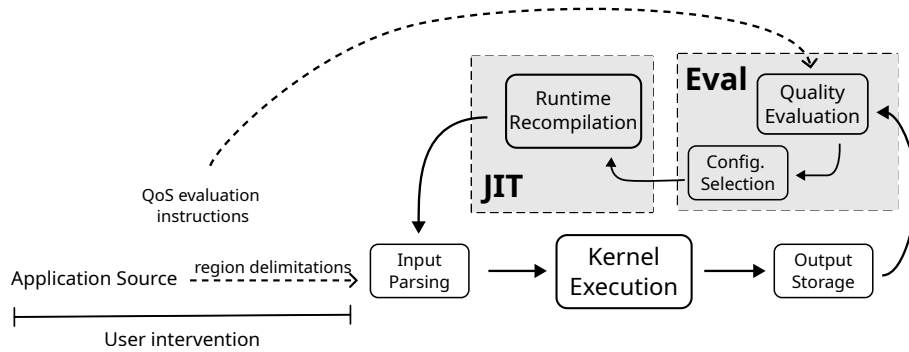 Eval
Quality
Evaluation
Runtime
Recompilation
Config.
Selection
JIT
QoS evaluation
instructions
Application Source
region delimitations
Input
Parsing
Kernel
Execution
Output
Storage
User intervention